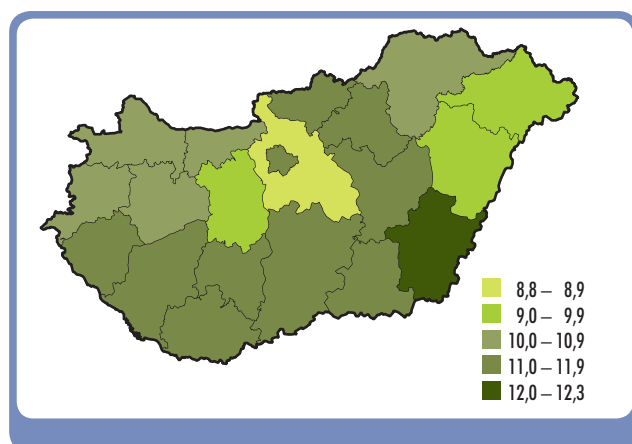 8,8 – 8,9
9,0 – 9,9
10,0 – 10,9
11,0 – 11,9
12,0 – 12,3